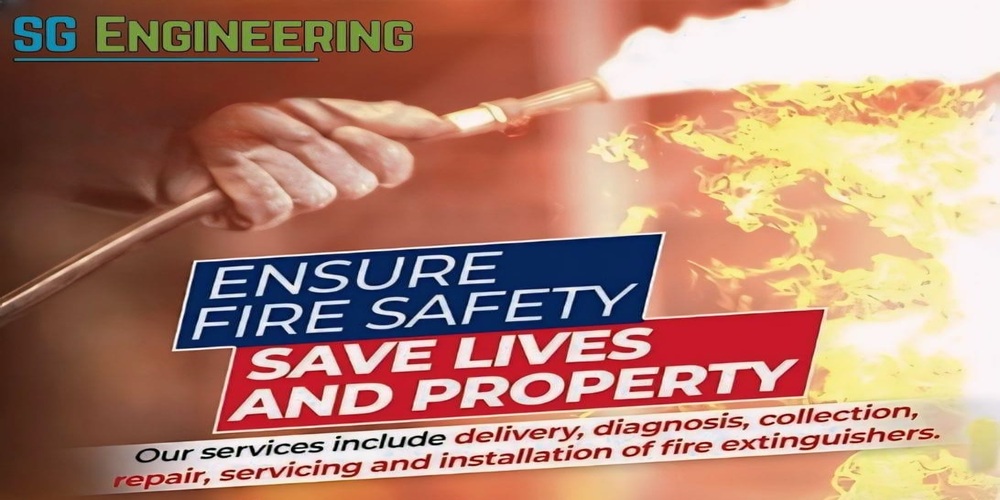 SG ENGINEERING
ENSURE
FIRE SAFETY
SAVE LIVES
AND PROPERTY
Our services include delivery, diagnosis, collection,
repair, servicing and installation of fire extinguishers.